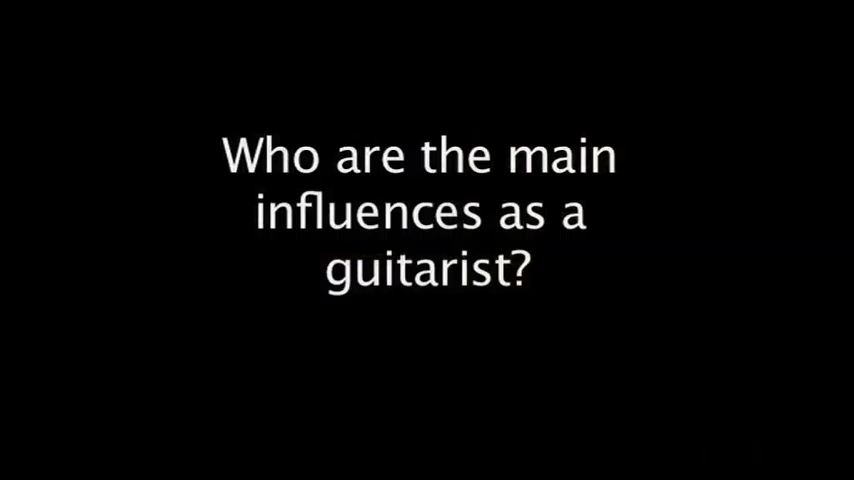 Who are the main
influences as a
guitarist?